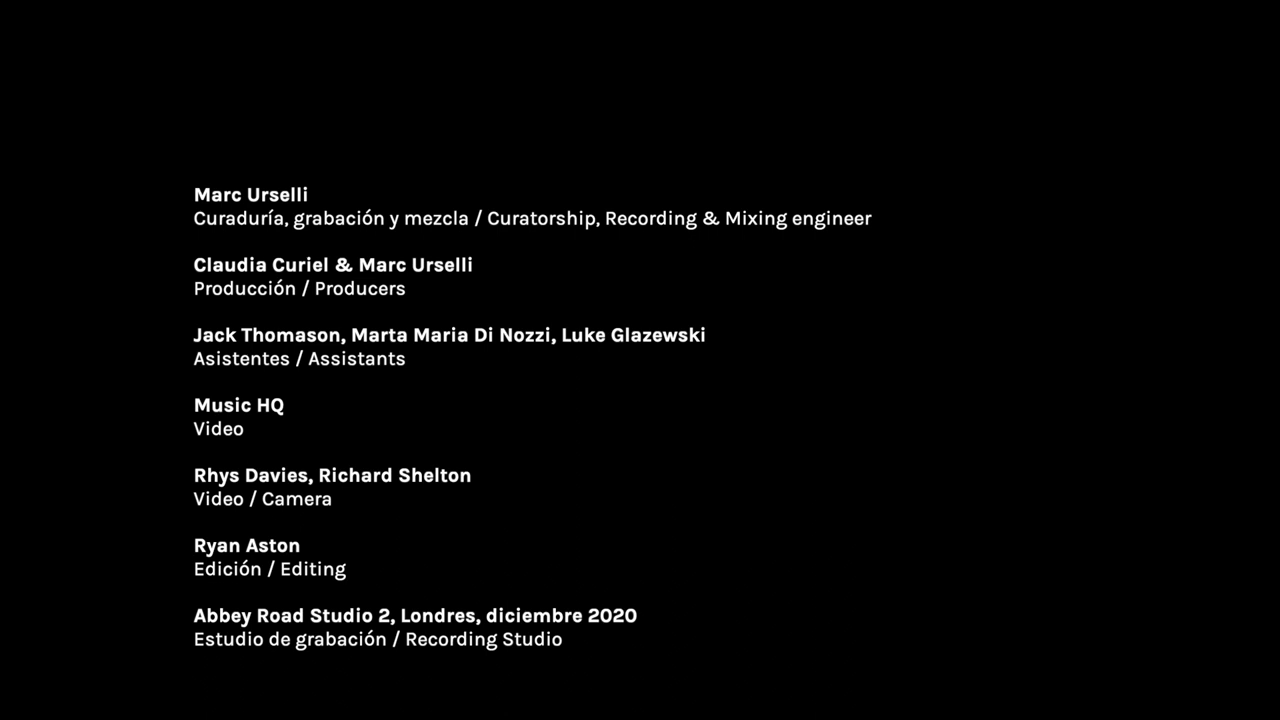 Marc Urselli
Curaduría, grabación y mezcla / Curatorship, Recording & Mixing engineer
Claudia Curiel & Marc Urselli
Producción / Producers
Jack Thomason, Marta Maria Di Nozzi, Luke Glazewski
Asistentes / Assistants
Music HQ
Video
Rhys Davies, Richard Shelton
Video / Camera
Ryan Aston
Edición / Editing
Abbey Road Studio 2, Londres, diciembre 2020
Estudio de grabación / Recording Studio